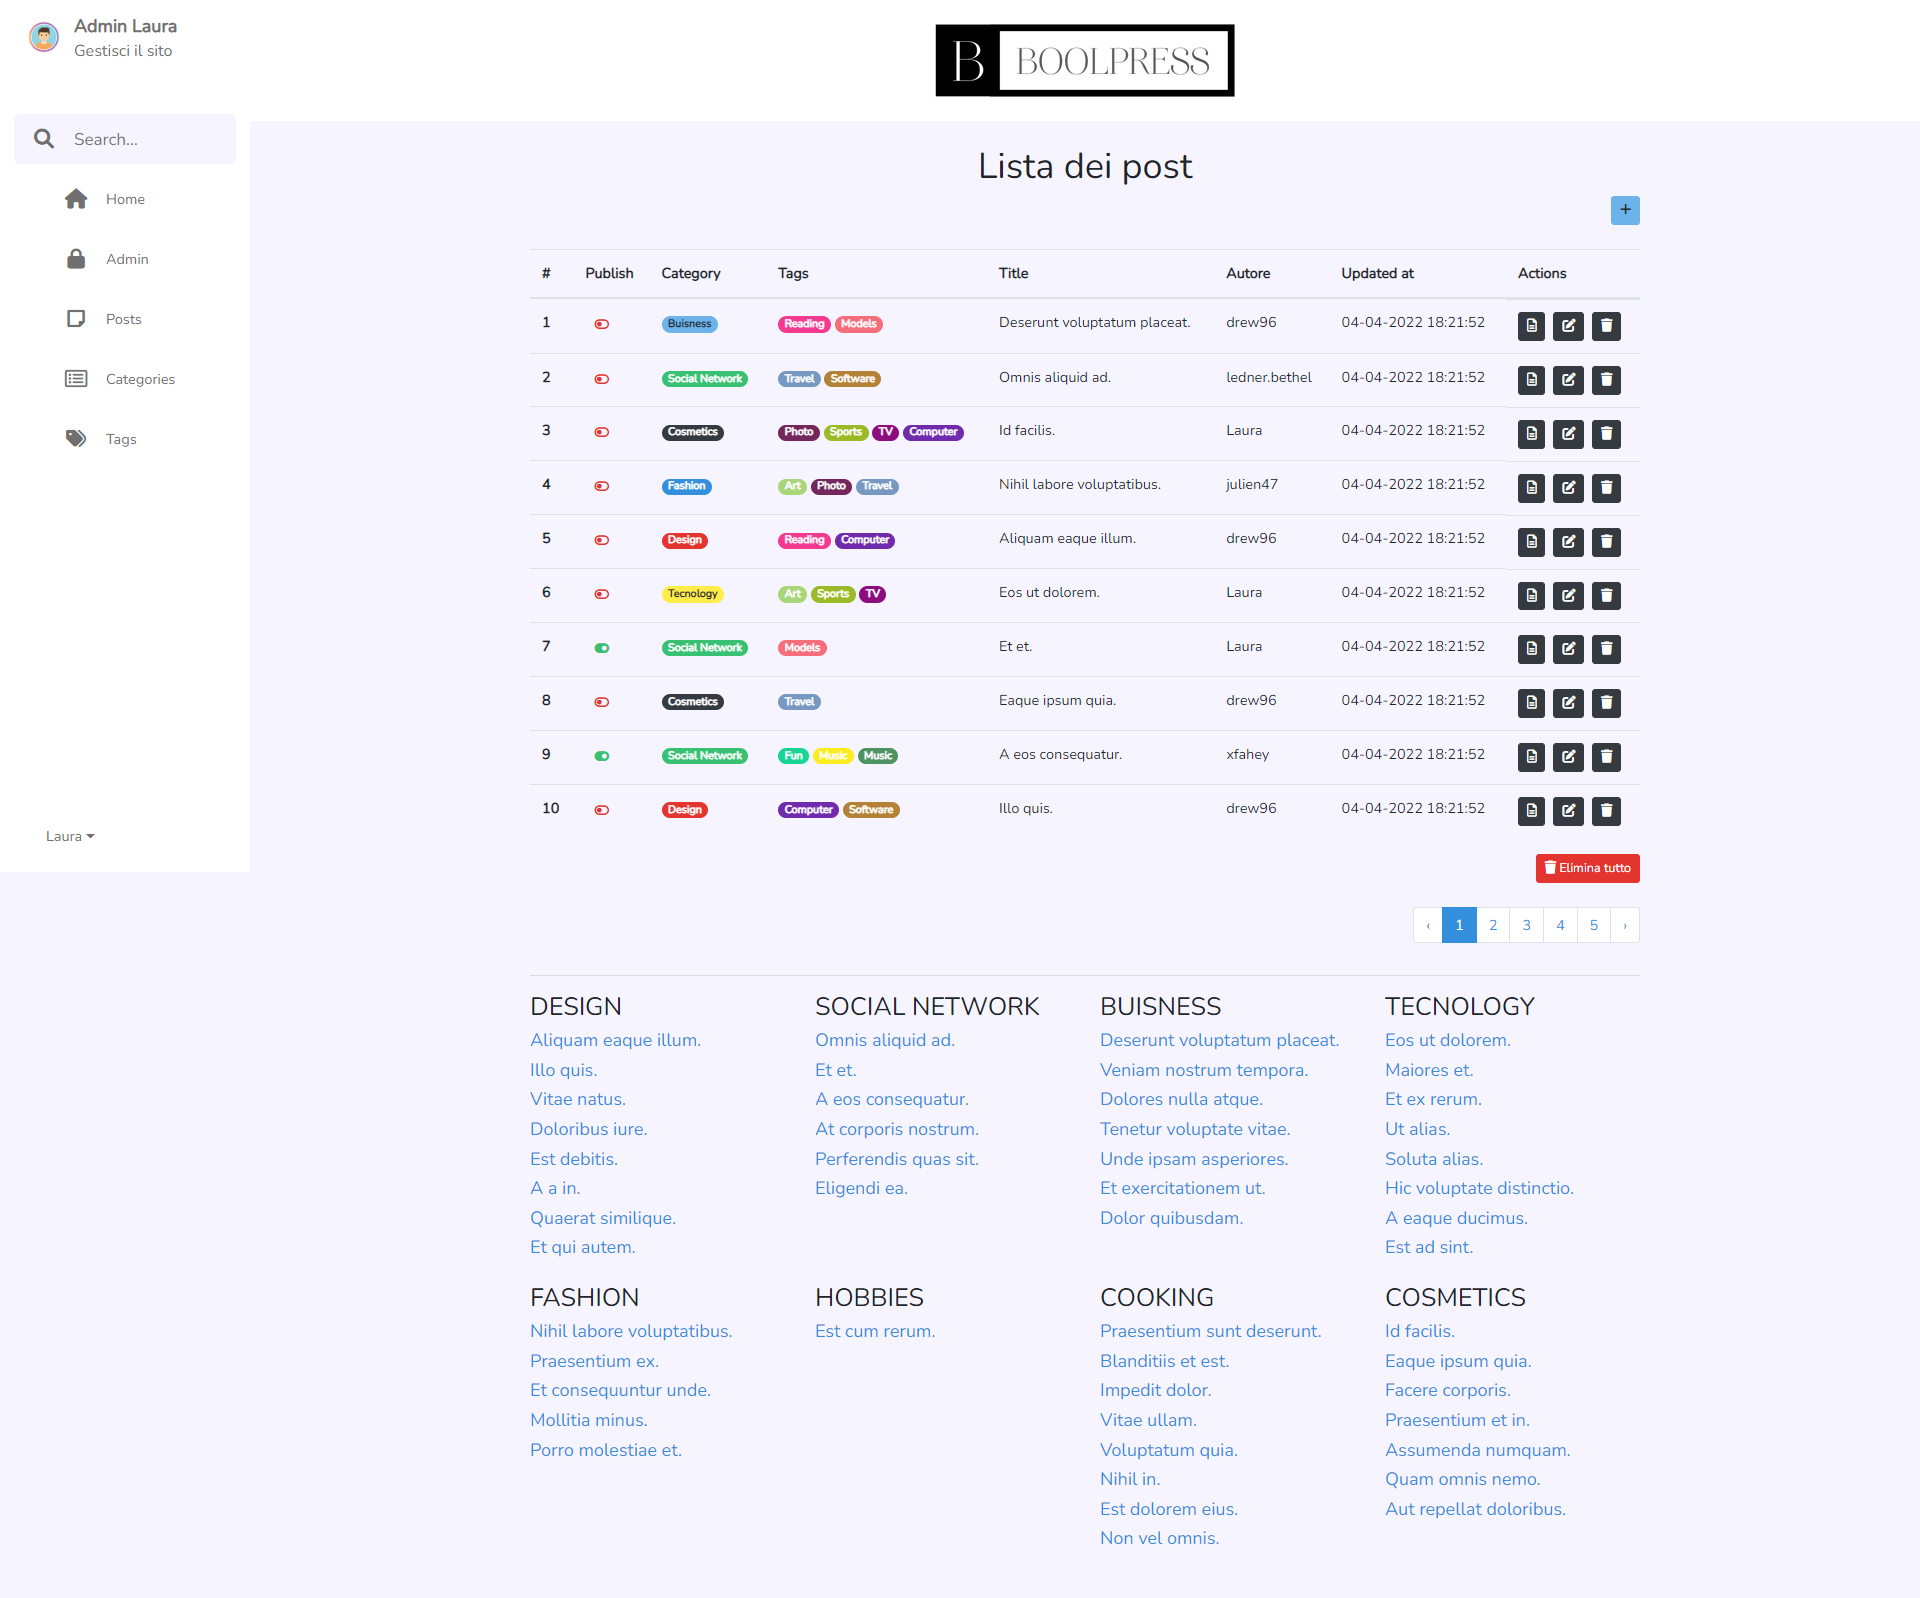 Admin Laura
Gestisci il sito
B BOOLPRESS
Search...
Home
Admin
Posts
Categories
Tags
Laura
Lista dei post
+
# Publish Category Tags Title Autore Updated at Actions
1 Buisness Reading Models Deserunt voluptatum placeat. drew96 04-04-2022 18:21:52
2 Social Network Travel Software Omnis aliquid ad. ledner.bethel 04-04-2022 18:21:52
3 Cosmetics Photo Sports TV Computer Id facilis. Laura 04-04-2022 18:21:52
4 Fashion Art Photo Travel Nihil labore voluptatibus. julien47 04-04-2022 18:21:52
5 Design Reading Computer Aliquam eaque illum. drew96 04-04-2022 18:21:52
6 Tecnology Art Sports TV Eos ut dolorem. Laura 04-04-2022 18:21:52
7 Social Network Models Et et. Laura 04-04-2022 18:21:52
8 Cosmetics Travel Eaque ipsum quia. drew96 04-04-2022 18:21:52
9 Social Network Fun Music Music A eos consequatur. xfahey 04-04-2022 18:21:52
10 Design Computer Software Illo quis. drew96 04-04-2022 18:21:52
Elimina tutto
‹ 1 2 3 4 5 ›
DESIGN
Aliquam eaque illum.
Illo quis.
Vitae natus.
Doloribus iure.
Est debitis.
A a in.
Quaerat similique.
Et qui autem.
SOCIAL NETWORK
Omnis aliquid ad.
Et et.
A eos consequatur.
At corporis nostrum.
Perferendis quas sit.
Eligendi ea.
BUISNESS
Deserunt voluptatum placeat.
Veniam nostrum tempora.
Dolores nulla atque.
Tenetur voluptate vitae.
Unde ipsam asperiores.
Et exercitationem ut.
Dolor quibusdam.
TECNOLOGY
Eos ut dolorem.
Maiores et.
Et ex rerum.
Ut alias.
Soluta alias.
Hic voluptate distinctio.
A eaque ducimus.
Est ad sint.
FASHION
Nihil labore voluptatibus.
Praesentium ex.
Et consequuntur unde.
Mollitia minus.
Porro molestiae et.
HOBBIES
Est cum rerum.
COOKING
Praesentium sunt deserunt.
Blanditiis et est.
Impedit dolor.
Vitae ullam.
Voluptatum quia.
Nihil in.
Est dolorem eius.
Non vel omnis.
COSMETICS
Id facilis.
Eaque ipsum quia.
Facere corporis.
Praesentium et in.
Assumenda numquam.
Quam omnis nemo.
Aut repellat doloribus.